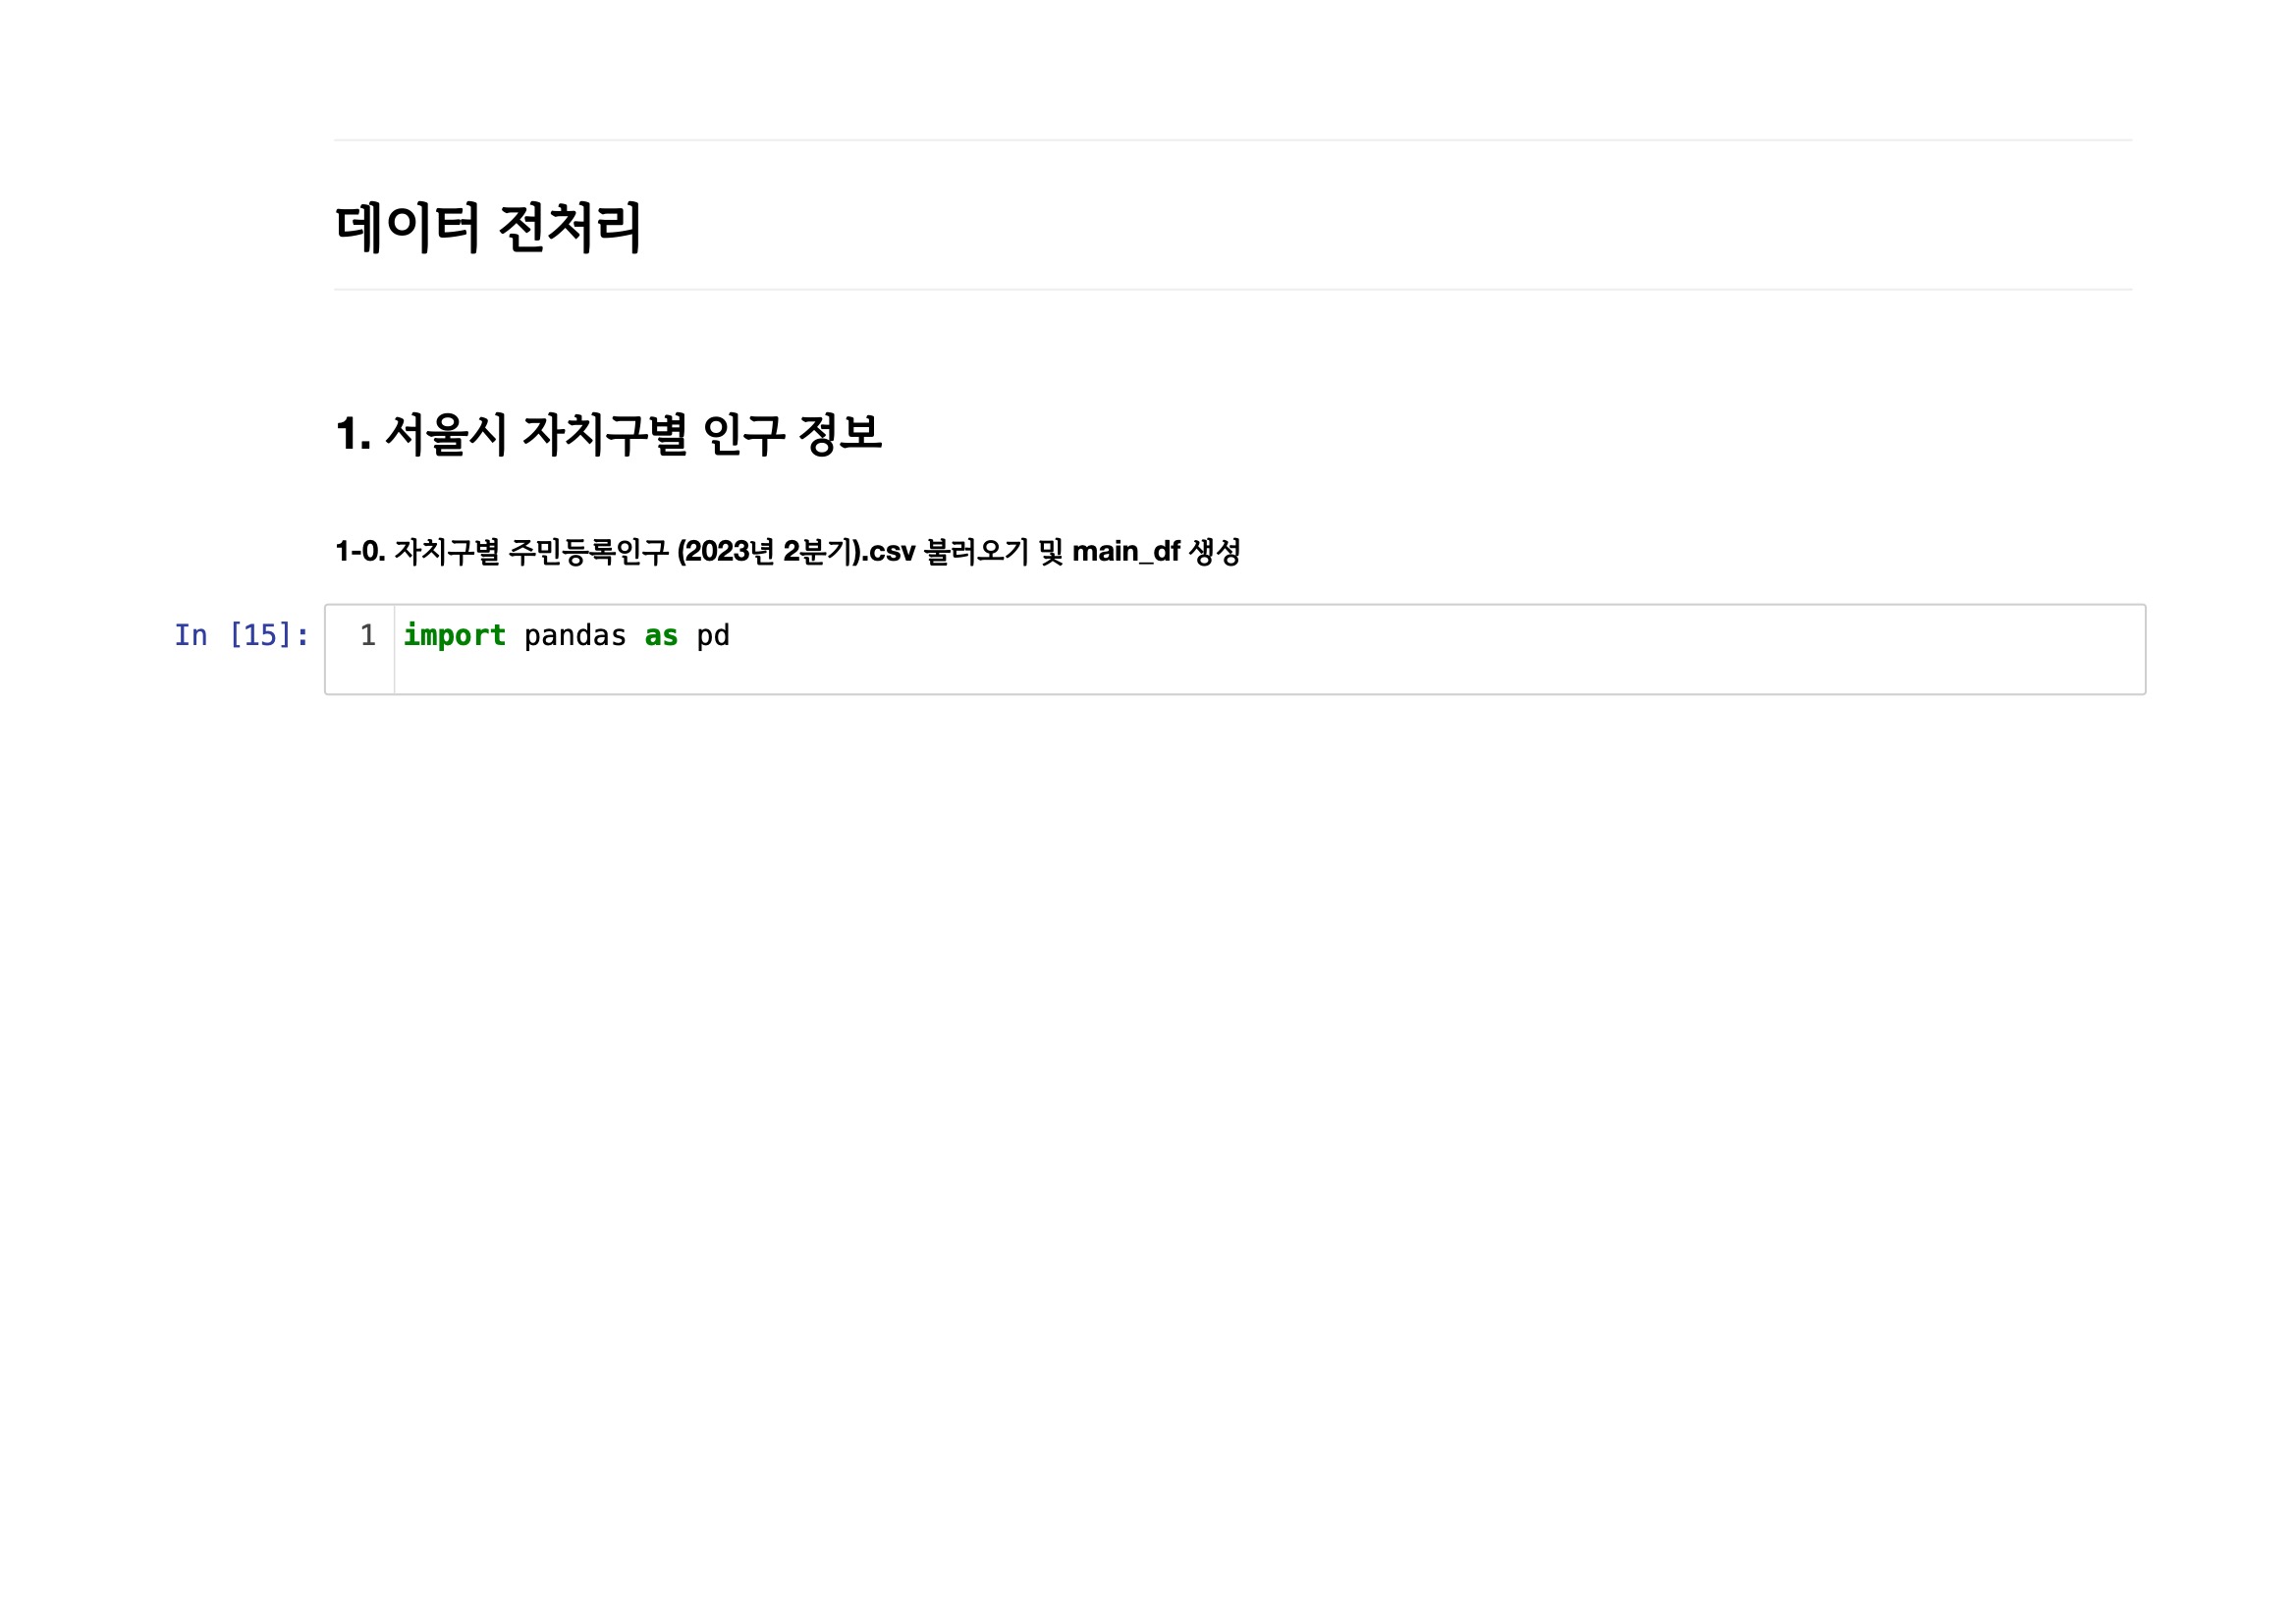 데이터 전처리
1. 서울시 자치구별 인구 정보
1-0. 자치구별 주민등록인구 (2023년 2분기).csv 불러오기 및 main_df 생성
In [15]: 1 import pandas as pd